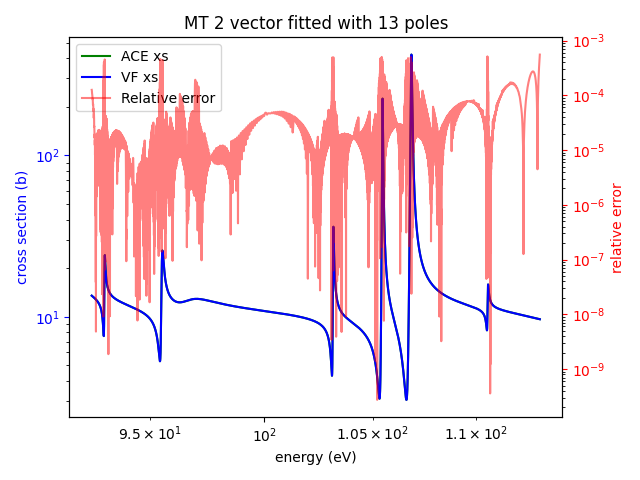 MT 2 vector fitted with 13 poles
ACE xs
VF xs
Relative error
10²
10¹
cross section (b)
10⁻³
10⁻⁴
10⁻⁵
10⁻⁶
10⁻⁷
10⁻⁸
10⁻⁹
relative error
9.5 × 10¹
10²
1.05 × 10²
1.1 × 10²
energy (eV)